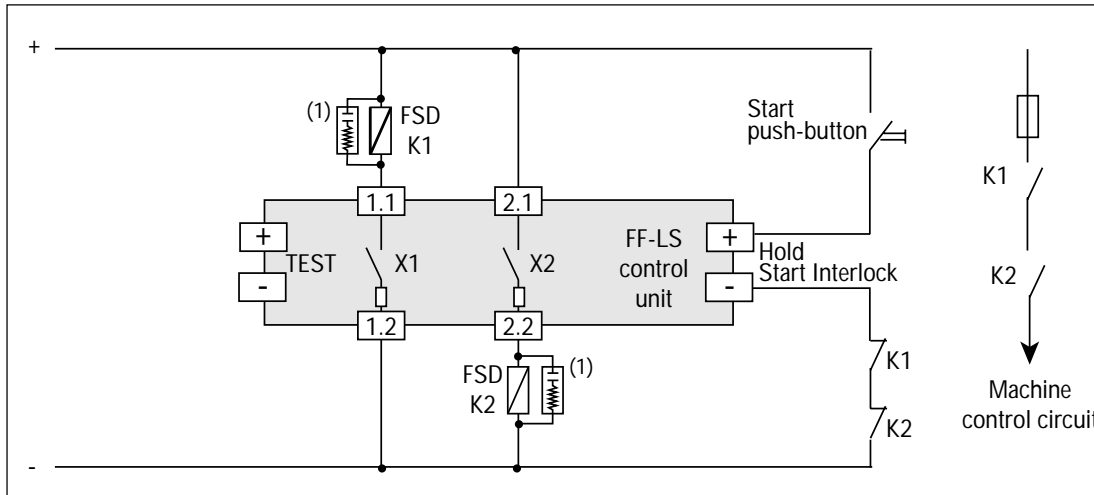 +
(1)
FSD
K1
Start
push-button
K1
1.1
2.1
+
-
TEST
X1
X2
FF-LS
control
unit
+
-
Hold
Start Interlock
K2
1.2
2.2
FSD
K2
(1)
K1
K2
Machine
control circuit
-